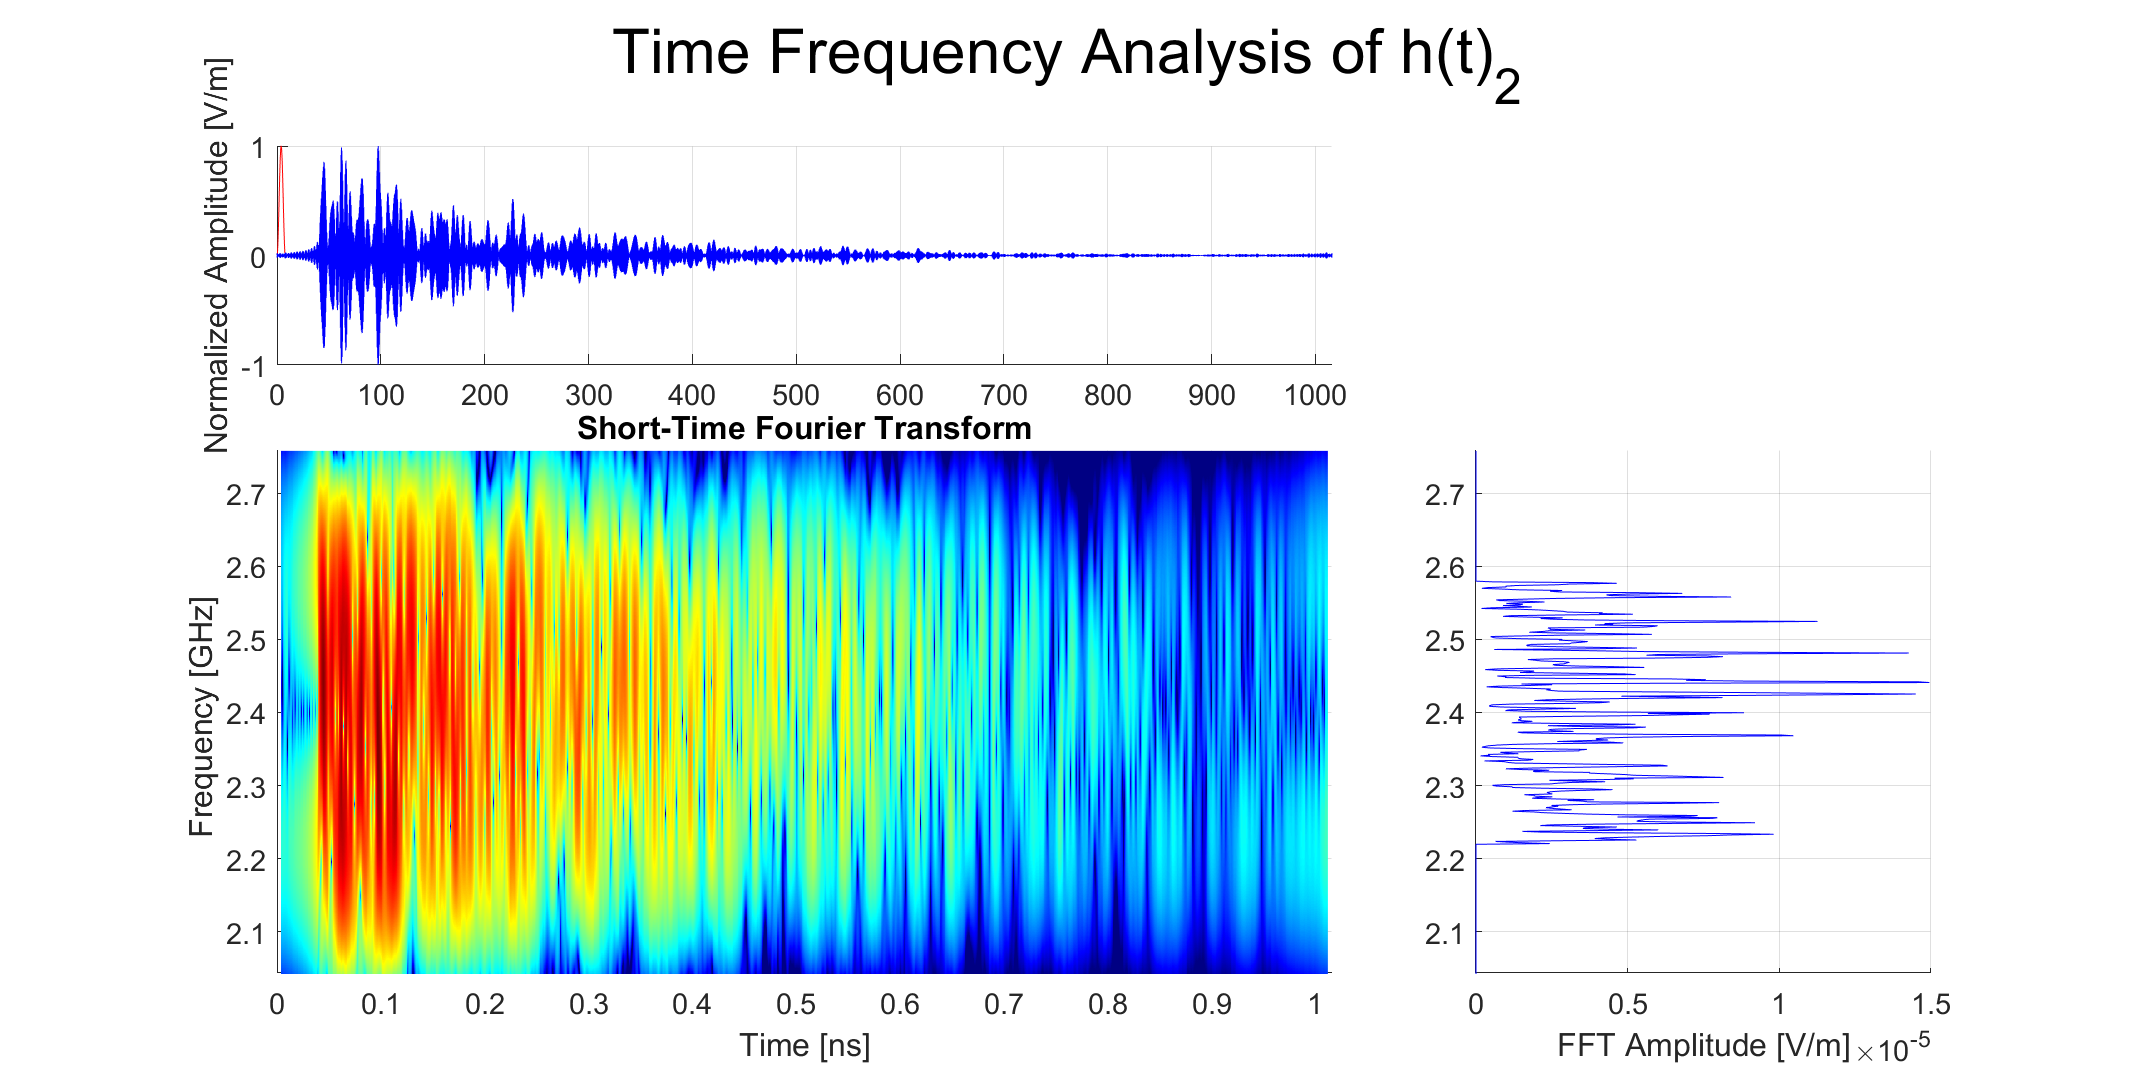 Time Frequency Analysis of h(t)₂
Normalized Amplitude [V/m]
1
0
-1
0 100 200 300 400 500 600 700 800 900 1000
Short-Time Fourier Transform
Frequency [GHz]
2.7
2.6
2.5
2.4
2.3
2.2
2.1
0 0.1 0.2 0.3 0.4 0.5 0.6 0.7 0.8 0.9 1
Time [ns]
2.7
2.6
2.5
2.4
2.3
2.2
2.1
0 0.5 1 1.5
FFT Amplitude [V/m] ×10⁻⁵